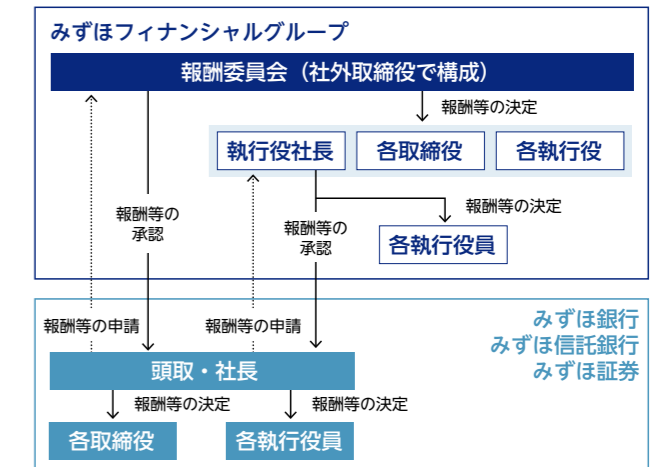 みずほフィナンシャルグループ
報酬委員会（社外取締役で構成）
報酬等の決定
執行役社長
各取締役
各執行役
報酬等の
承認
報酬等の
承認
報酬等の決定
各執行役員
報酬等の申請
報酬等の申請
みずほ銀行
みずほ信託銀行
みずほ証券
頭取・社長
報酬等の決定
報酬等の決定
各取締役
各執行役員